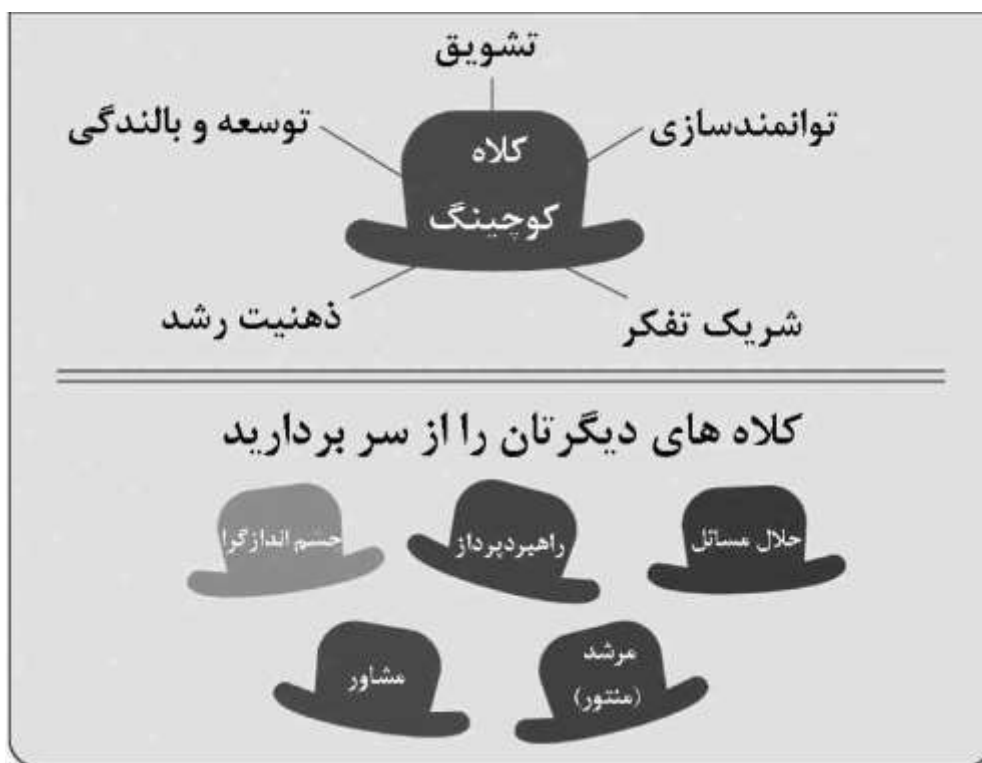 تشویق
توانمندسازی
توسعه و بالندگی
کلاه
کوچینگ
شریک تفکر
ذهنیت رشد
کلاه های دیگرتان را از سر بردارید
حلال مسائل
راهبردپرداز
چشم اندازگرا
مرشد
(منتور)
مشاور